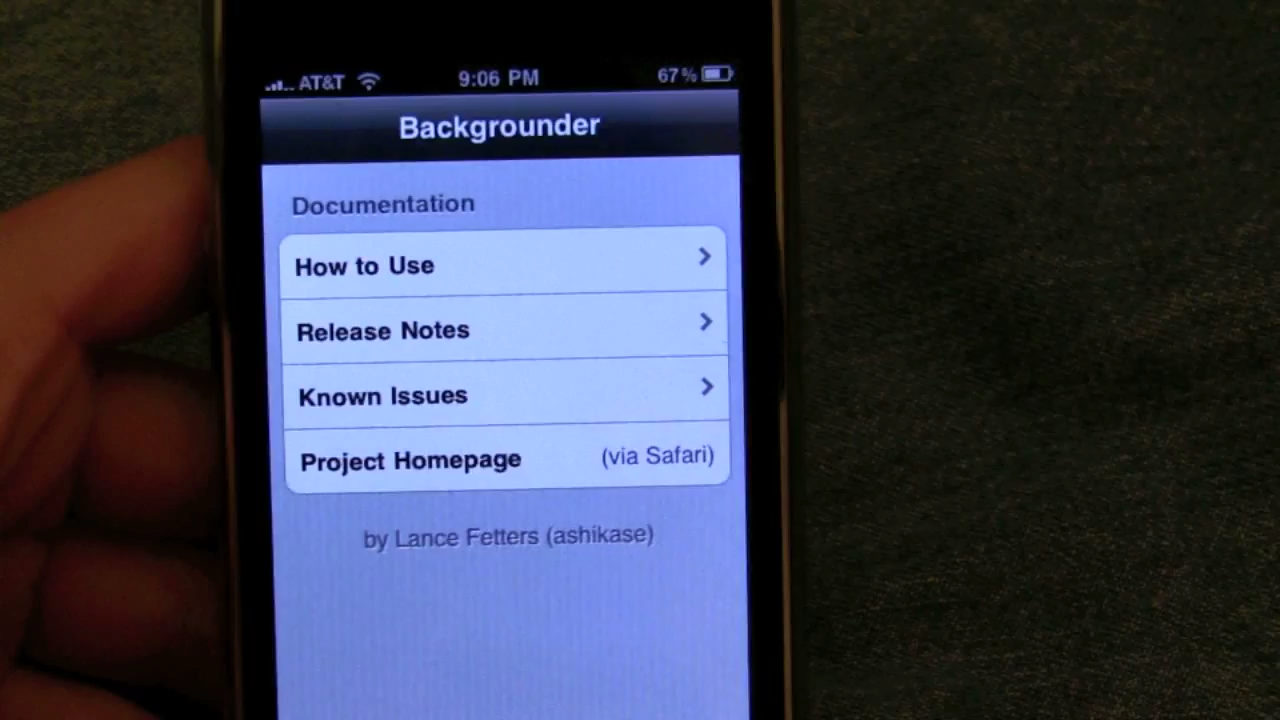 AT&T 9:06 PM 67%
Backgrounder
Documentation
How to Use
Release Notes
Known Issues
Project Homepage (via Safari)
by Lance Fetters (ashikase)